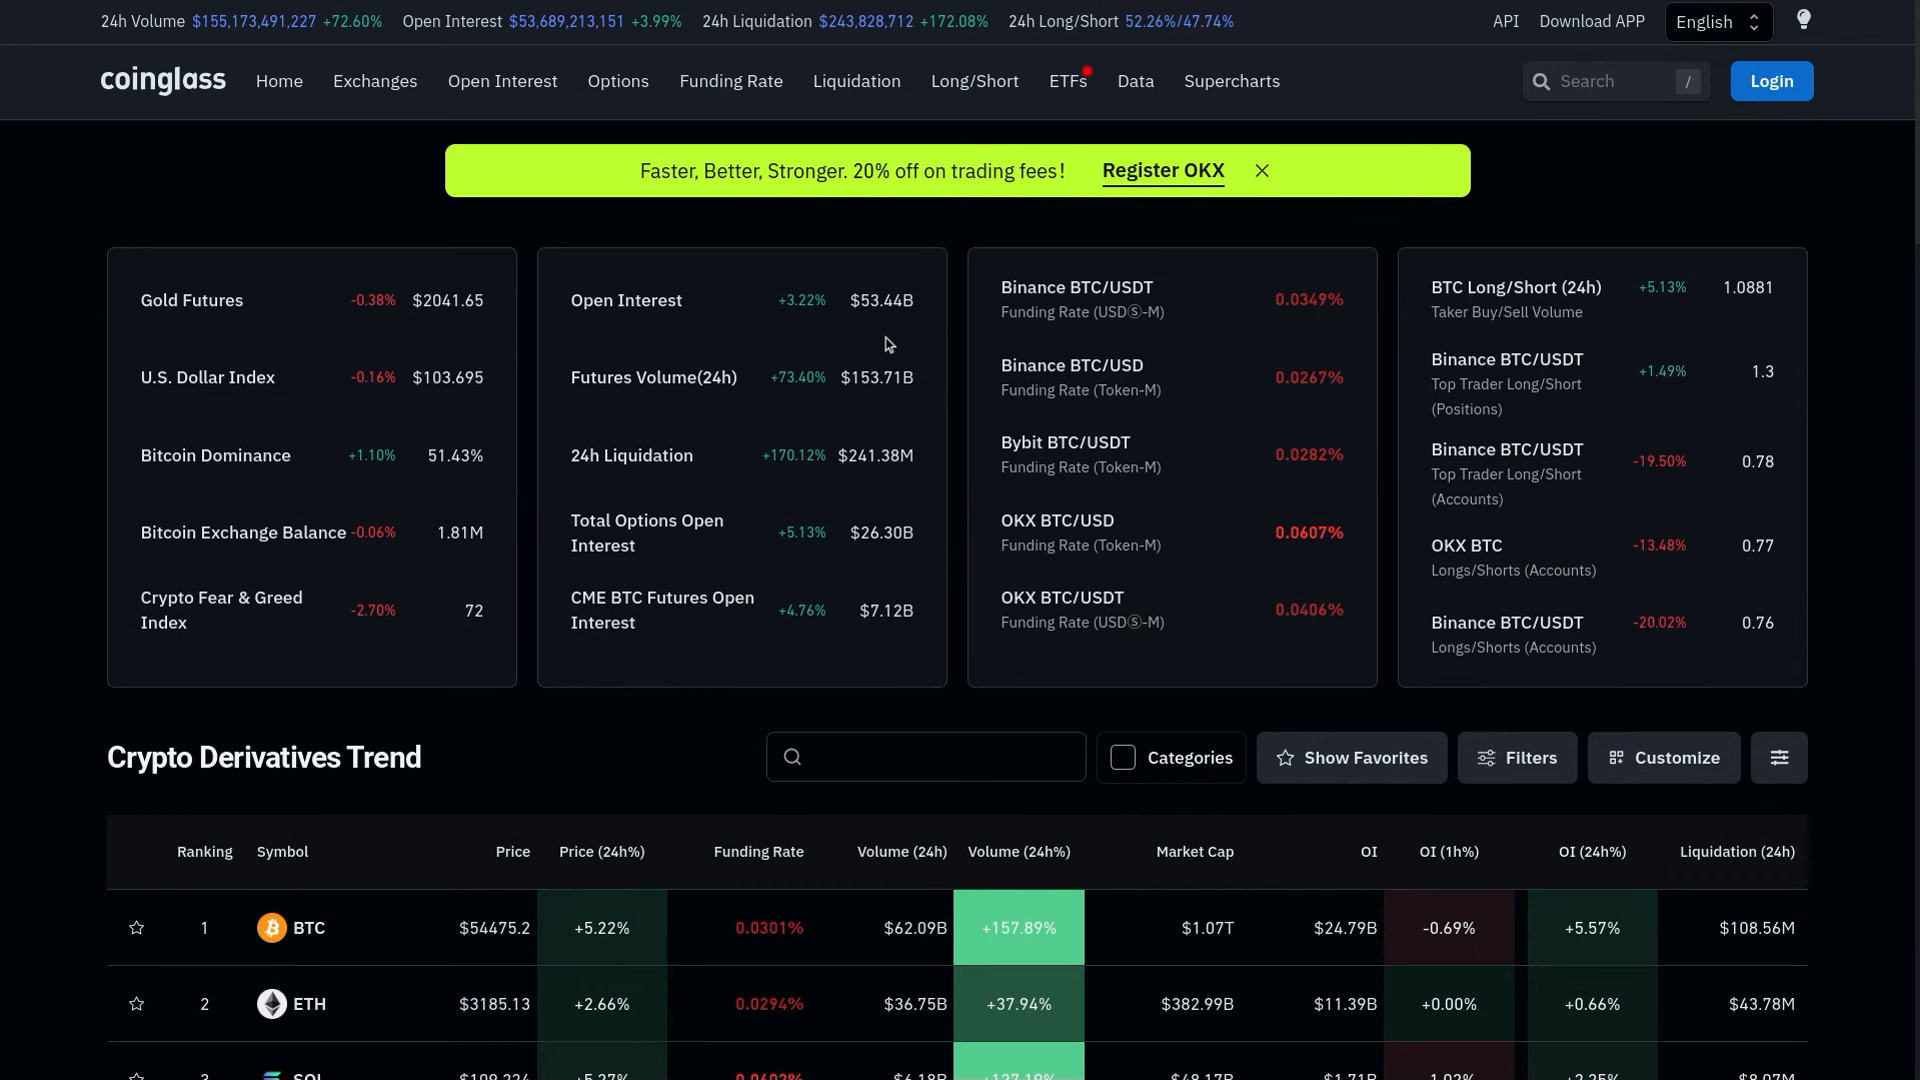 24h Volume $155,173,491,227 +72.60% Open Interest $53,689,213,151 +3.99% 24h Liquidation $243,828,712 +172.08% 24h Long/Short 52.26%/47.74% API Download APP English
coinglass Home Exchanges Open Interest Options Funding Rate Liquidation Long/Short ETFs Data Supercharts Search / Login
Faster, Better, Stronger. 20% off on trading fees! Register OKX
Gold Futures -0.38% $2041.65
U.S. Dollar Index -0.16% $103.695
Bitcoin Dominance +1.10% 51.43%
Bitcoin Exchange Balance -0.06% 1.81M
Crypto Fear & Greed
Index -2.70% 72
Open Interest +3.22% $53.44B
Futures Volume(24h) +73.40% $153.71B
24h Liquidation +170.12% $241.38M
Total Options Open
Interest +5.13% $26.30B
CME BTC Futures Open
Interest +4.76% $7.12B
Binance BTC/USDT
Funding Rate (USDⓈ-M) 0.0349%
Binance BTC/USD
Funding Rate (Token-M) 0.0267%
Bybit BTC/USDT
Funding Rate (Token-M) 0.0282%
OKX BTC/USD
Funding Rate (Token-M) 0.0607%
OKX BTC/USDT
Funding Rate (USDⓈ-M) 0.0406%
BTC Long/Short (24h) +5.13% 1.0881
Taker Buy/Sell Volume
Binance BTC/USDT
Top Trader Long/Short +1.49% 1.3
(Positions)
Binance BTC/USDT
Top Trader Long/Short -19.50% 0.78
(Accounts)
OKX BTC -13.48% 0.77
Longs/Shorts (Accounts)
Binance BTC/USDT -20.02% 0.76
Longs/Shorts (Accounts)
Crypto Derivatives Trend Categories Show Favorites Filters Customize
Ranking Symbol Price Price (24h%) Funding Rate Volume (24h) Volume (24h%) Market Cap OI OI (1h%) OI (24h%) Liquidation (24h)
1 BTC $54475.2 +5.22% 0.0301% $62.09B +157.89% $1.07T $24.79B -0.69% +5.57% $108.56M
2 ETH $3185.13 +2.66% 0.0294% $36.75B +37.94% $382.99B $11.39B +0.00% +0.66% $43.78M
3 SOL